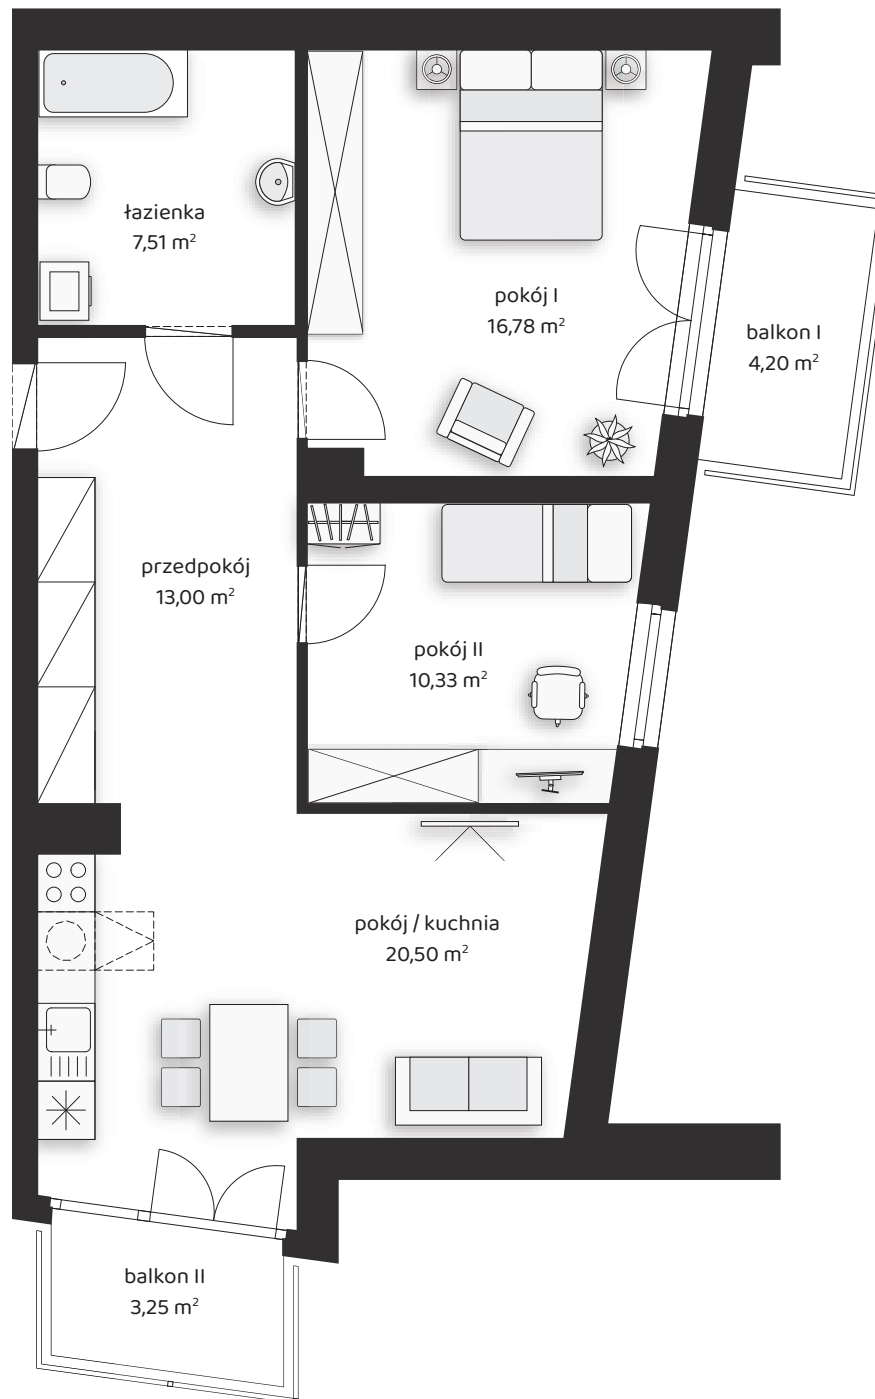 łazienka
7,51 m²
pokój I
16,78 m²
balkon I
4,20 m²
przedpokój
13,00 m²
pokój II
10,33 m²
pokój / kuchnia
20,50 m²
balkon II
3,25 m²